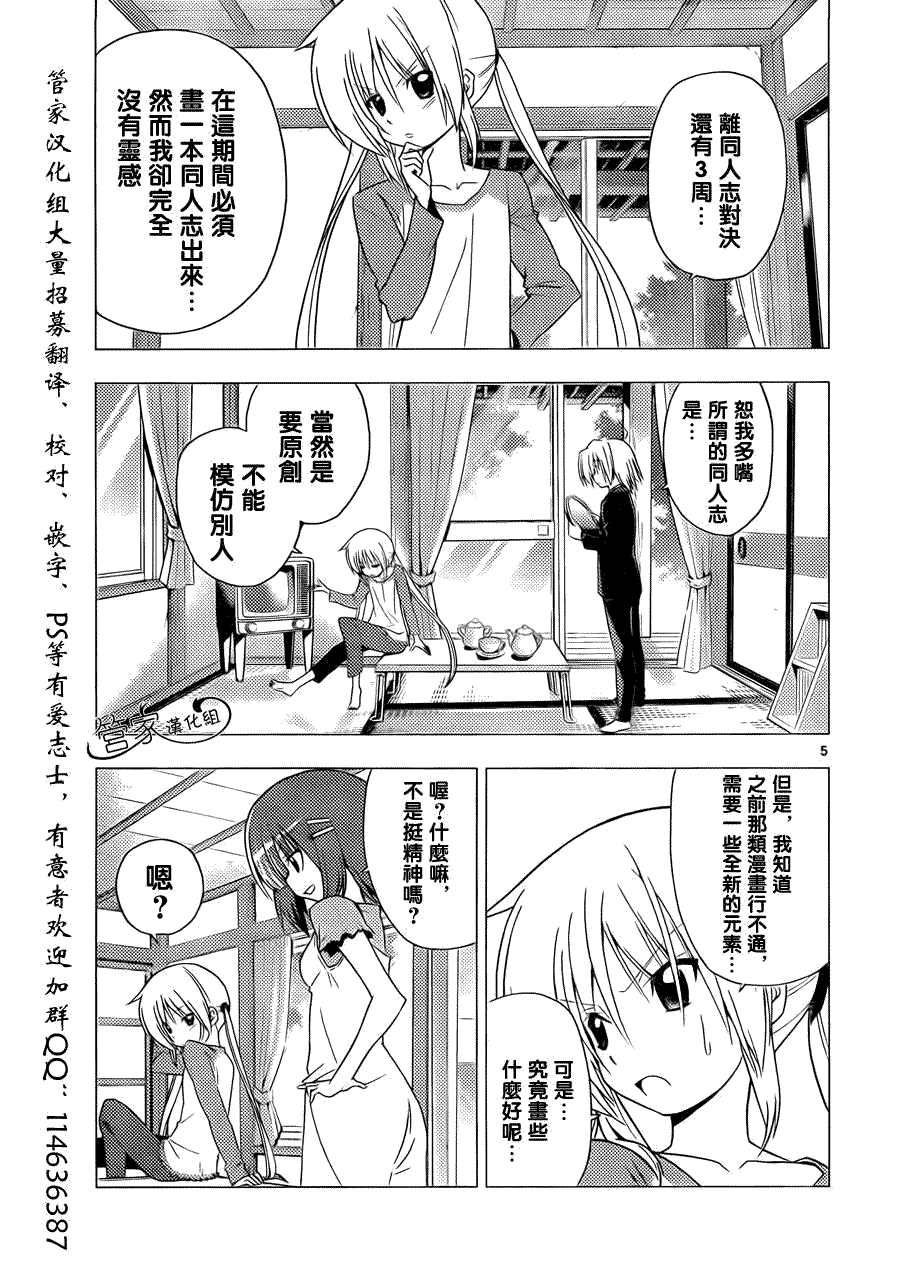 離同人志對決
還有3周…
在這期間必須
畫一本同人志出來…
然而我卻完全
沒有靈感
恕我多嘴
所謂的同人志
是…
當然是
要原創
不能
模仿別人
管家
漢化組
5
但是，我知道
之前那類漫畫行不通，
需要一些全新的元素…
可是…
究竟畫些
什麼好呢…
喔？什麼嘛，
不是挺精神嗎？
嗯？
管家汉化组大量招募翻译、校对、嵌字、PS等有爱志士，有意者欢迎加群QQ：114636387